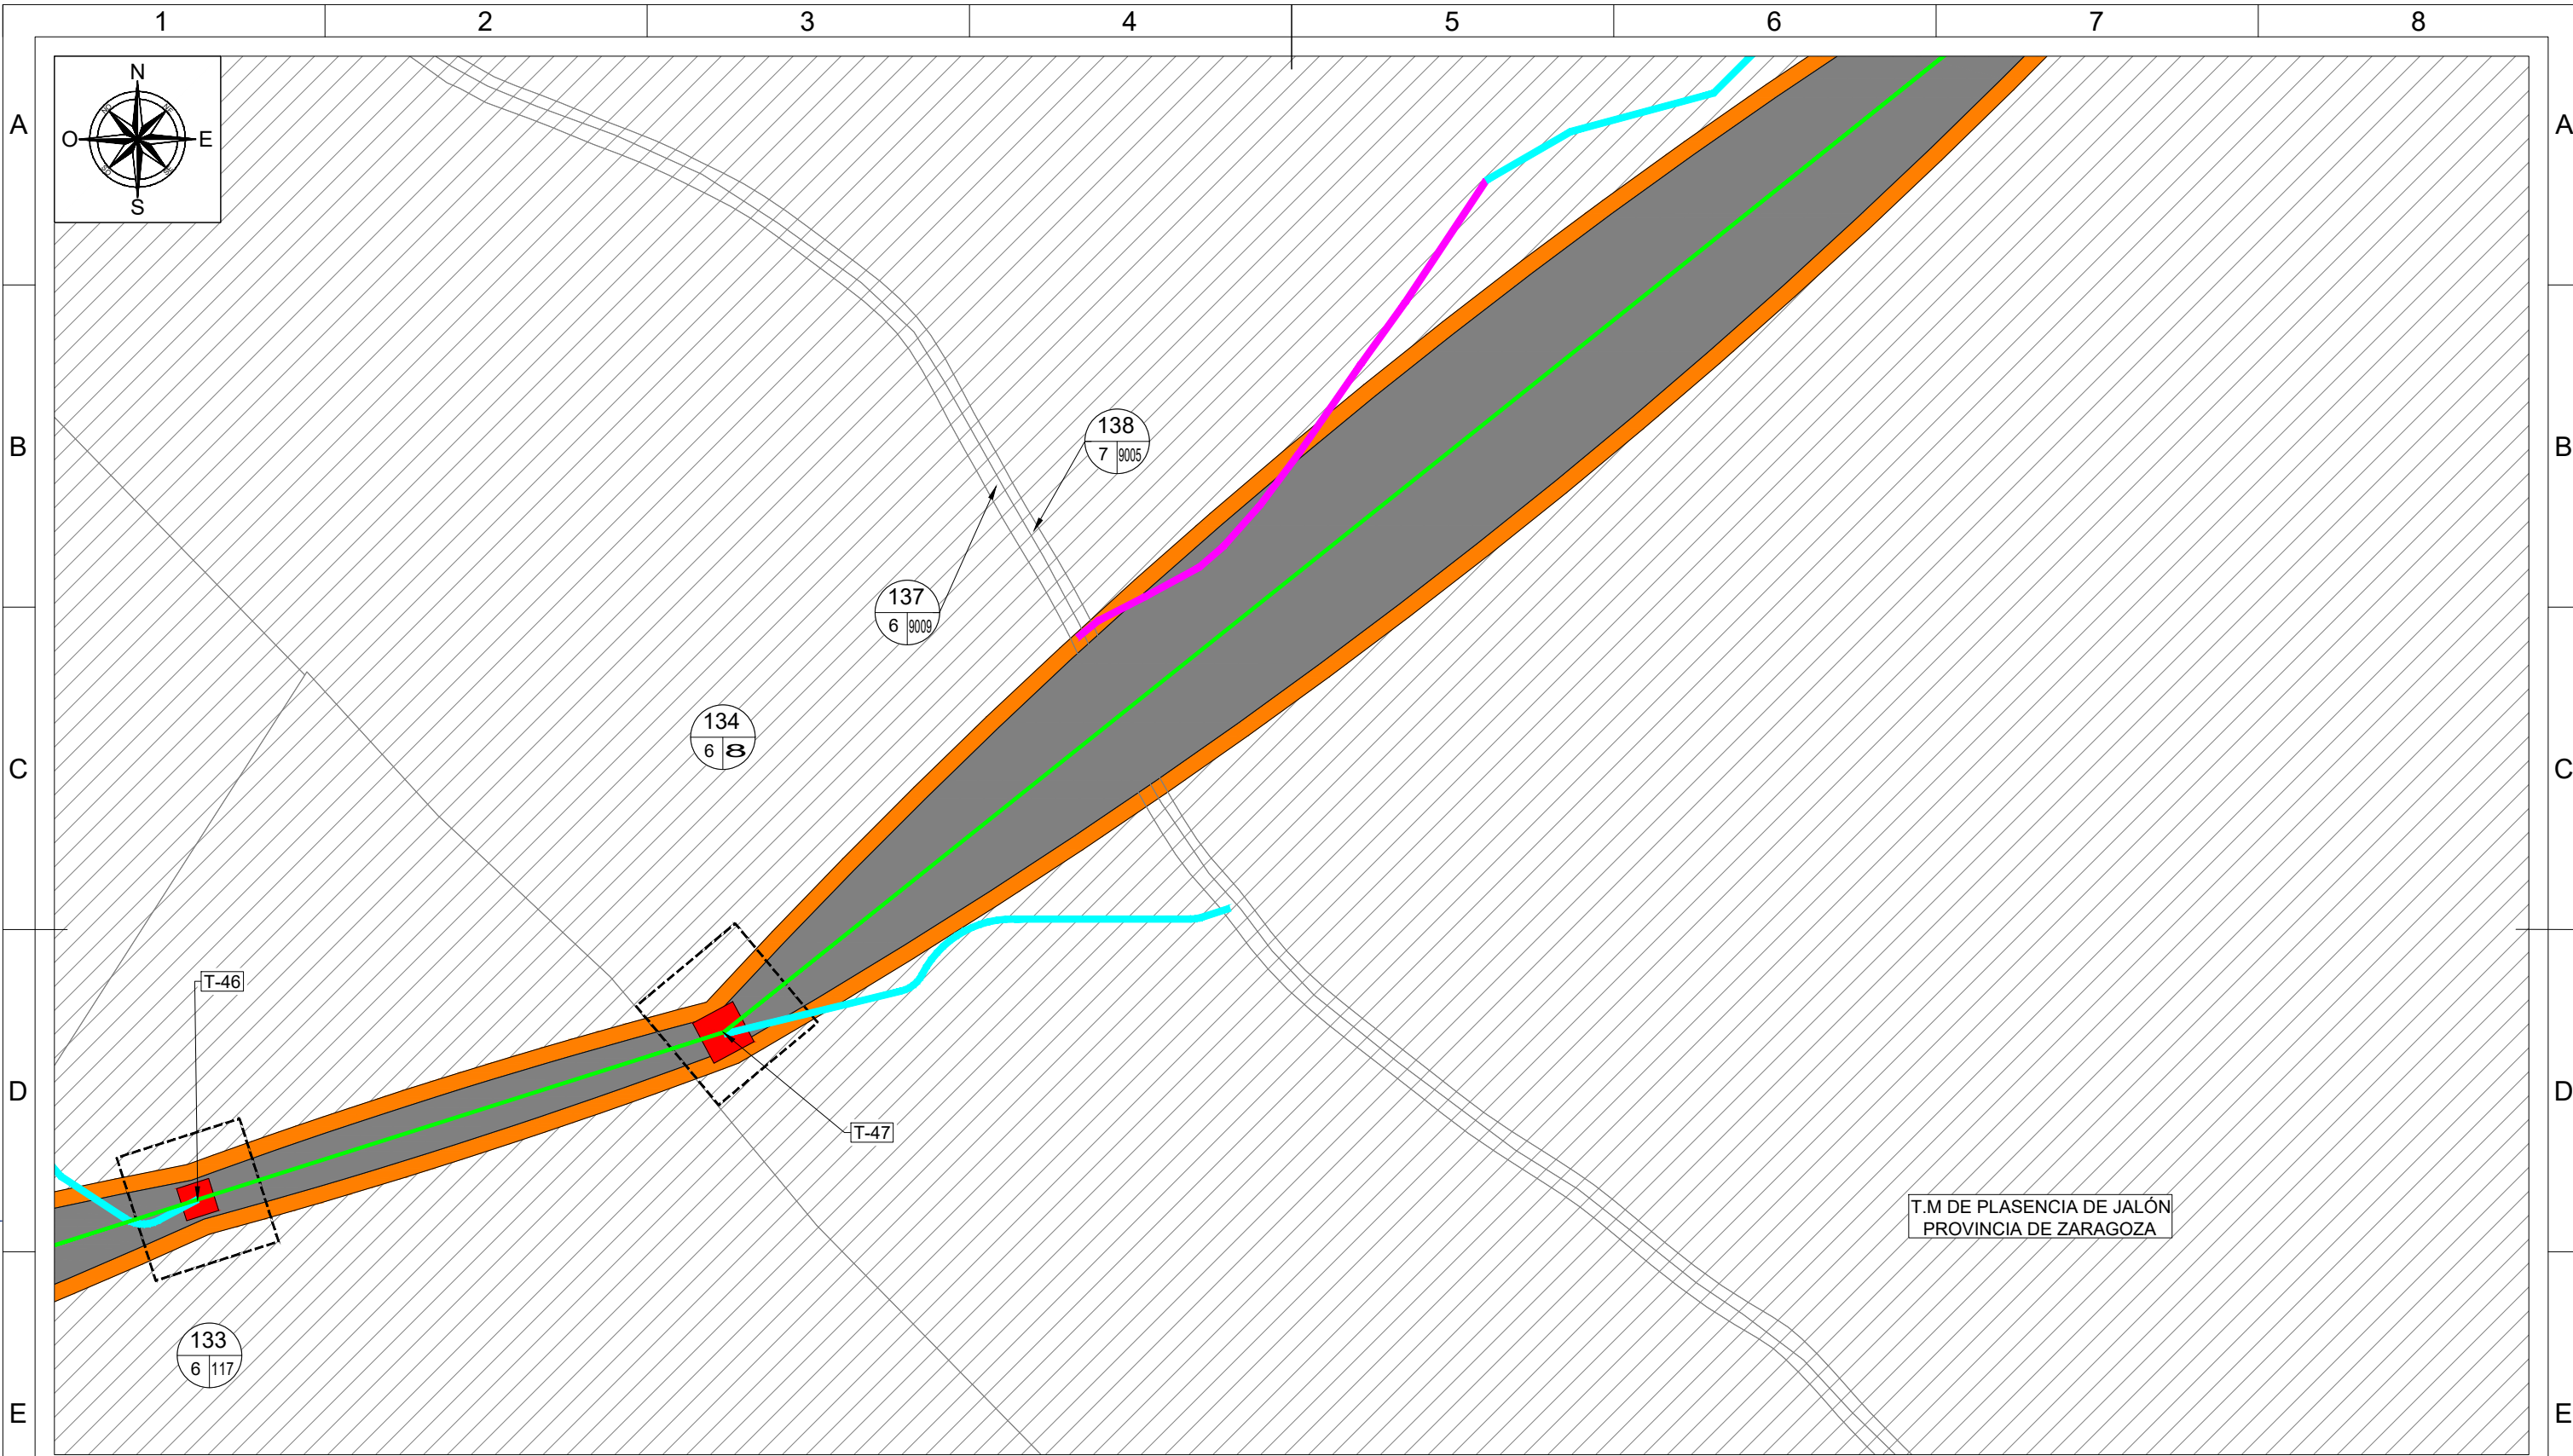 1 2 3 4 5 6 7 8
N
A A
O E
S
138
B 7 9005 B
137
6 9009
134
6 8
C C
T-46
D T-47 D
T.M DE PLASENCIA DE JALÓN
PROVINCIA DE ZARAGOZA
133
6 117
E E